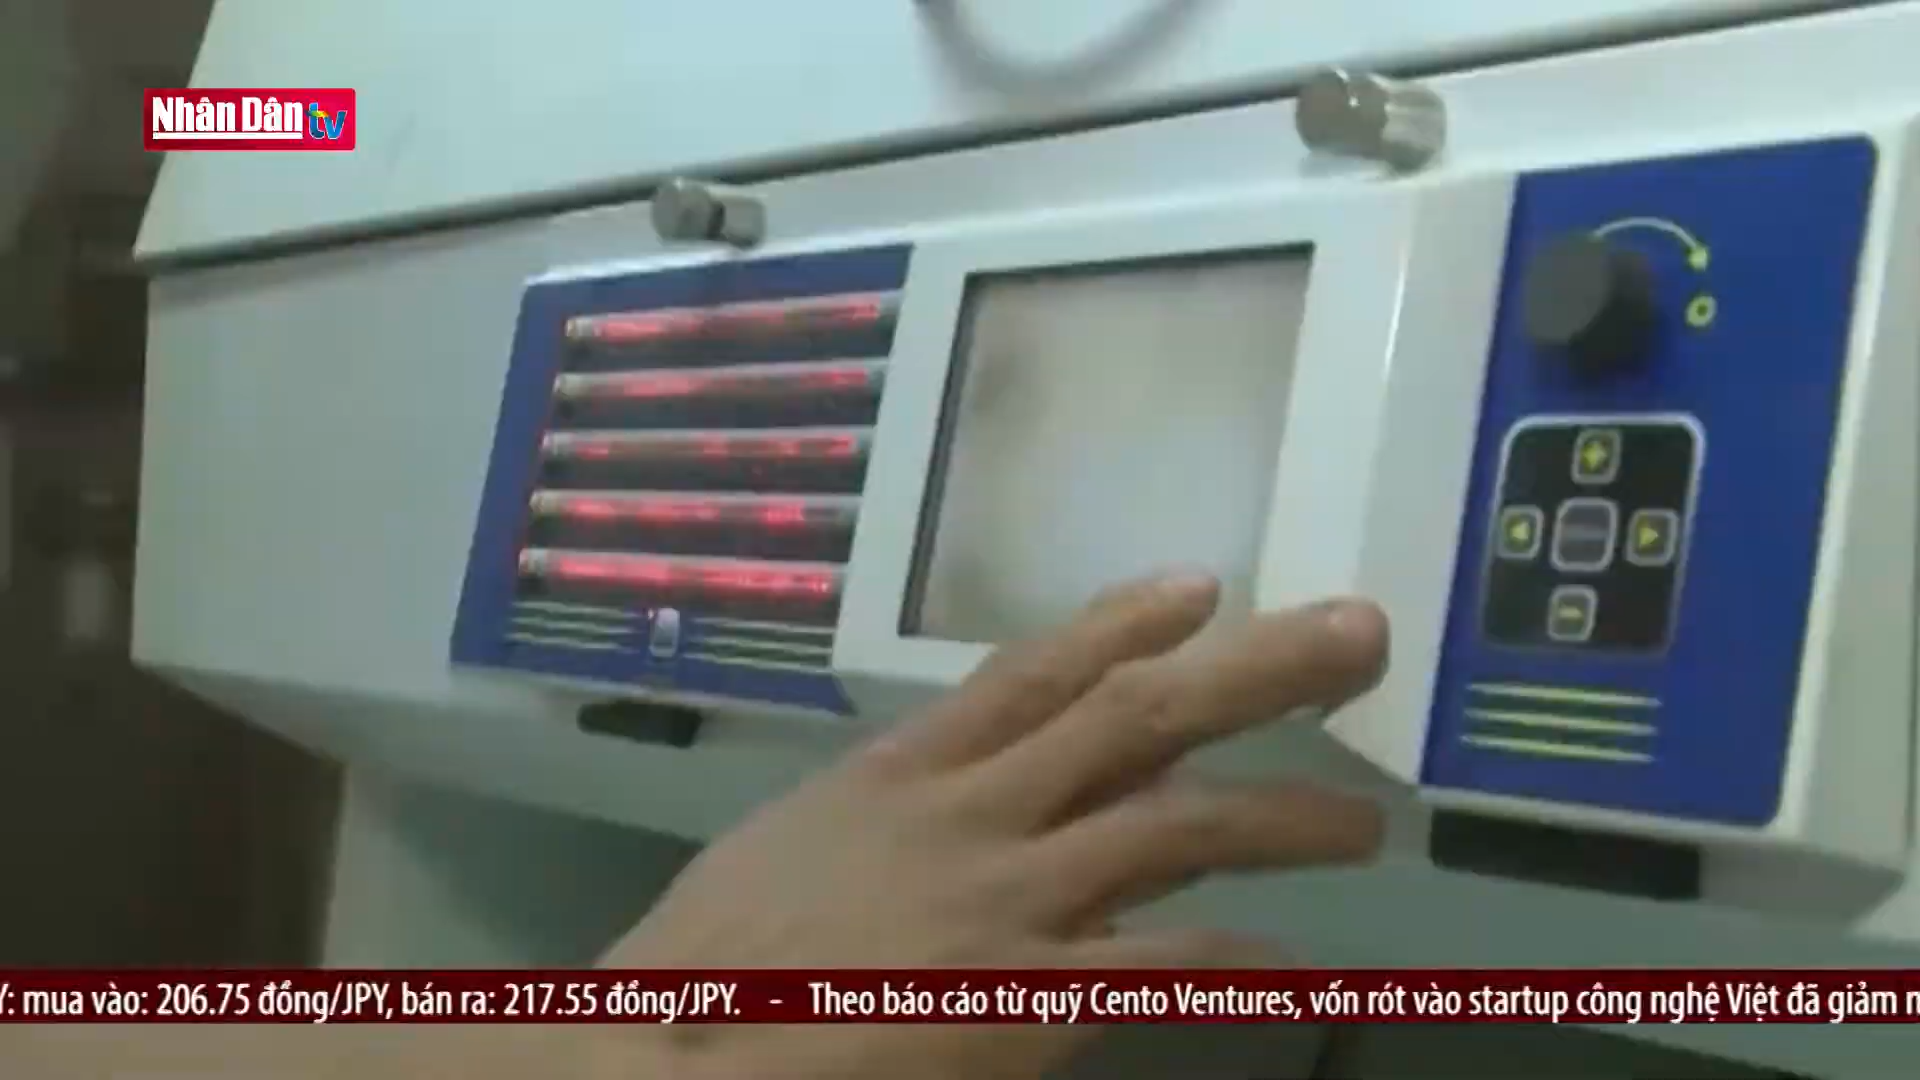 Nhân Dân tv
Y: mua vào: 206.75 đồng/JPY, bán ra: 217.55 đồng/JPY. - Theo báo cáo từ quỹ Cento Ventures, vốn rót vào startup công nghệ Việt đã giảm